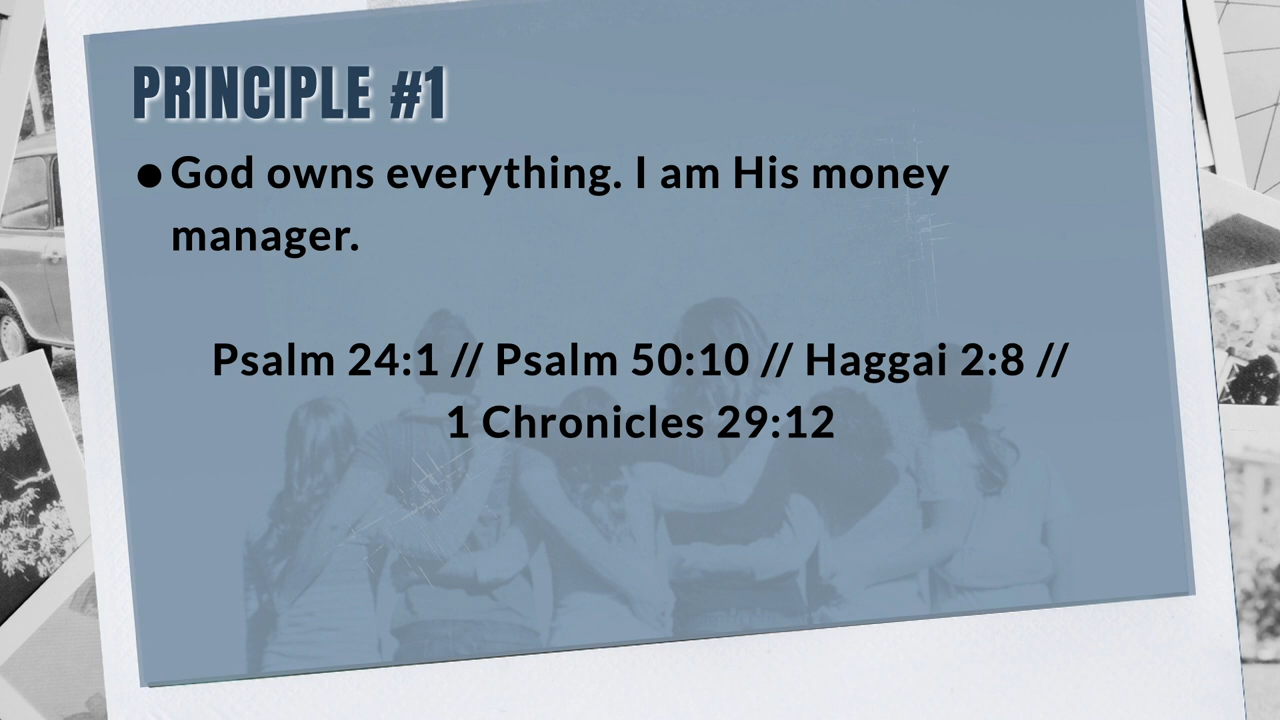 PRINCIPLE #1
● God owns everything. I am His money
manager.
Psalm 24:1 // Psalm 50:10 // Haggai 2:8 //
1 Chronicles 29:12